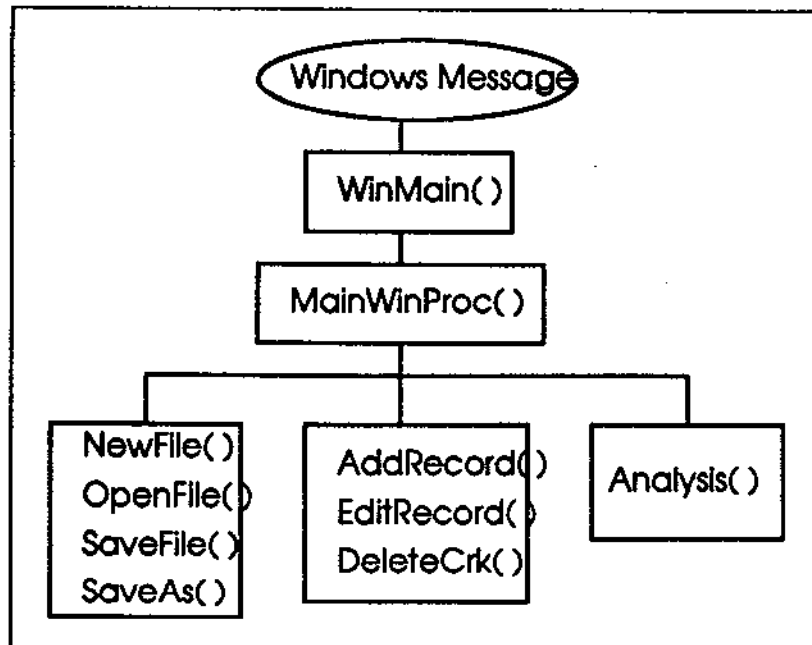 Windows Message
WinMain()
MainWinProc()
NewFile()
OpenFile()
SaveFile()
SaveAs()
AddRecord()
EditRecord()
DeleteCrk()
Analysis()